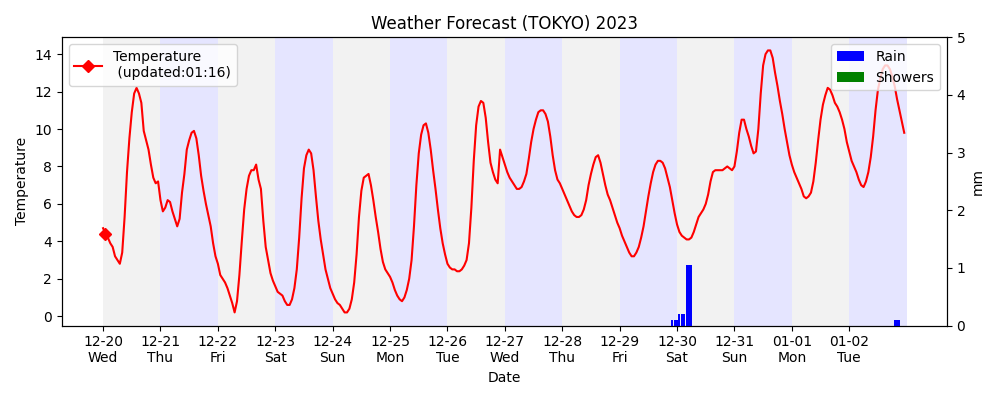 Weather Forecast (TOKYO) 2023
Temperature
(updated:01:16)
Rain
Showers
Temperature
14
12
10
8
6
4
2
0
5
4
3
2
1
0
mm
12-20 12-21 12-22 12-23 12-24 12-25 12-26 12-27 12-28 12-29 12-30 12-31 01-01 01-02
Wed Thu Fri Sat Sun Mon Tue Wed Thu Fri Sat Sun Mon Tue
Date